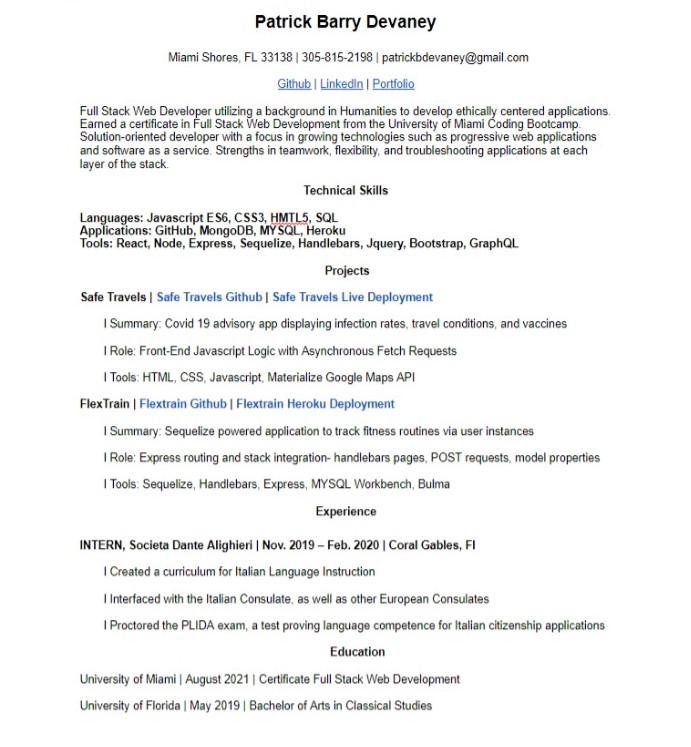 Patrick Barry Devaney
Miami Shores, FL 33138 | 305-815-2198 | patrickbdevaney@gmail.com
Github | LinkedIn | Portfolio
Full Stack Web Developer utilizing a background in Humanities to develop ethically centered applications.
Earned a certificate in Full Stack Web Development from the University of Miami Coding Bootcamp.
Solution-oriented developer with a focus in growing technologies such as progressive web applications
and software as a service. Strengths in teamwork, flexibility, and troubleshooting applications at each
layer of the stack.
Technical Skills
Languages: Javascript ES6, CSS3, HMTL5, SQL
Applications: GitHub, MongoDB, MYSQL, Heroku
Tools: React, Node, Express, Sequelize, Handlebars, Jquery, Bootstrap, GraphQL
Projects
Safe Travels | Safe Travels Github | Safe Travels Live Deployment
l Summary: Covid 19 advisory app displaying infection rates, travel conditions, and vaccines
l Role: Front-End Javascript Logic with Asynchronous Fetch Requests
l Tools: HTML, CSS, Javascript, Materialize Google Maps API
FlexTrain | Flextrain Github | Flextrain Heroku Deployment
l Summary: Sequelize powered application to track fitness routines via user instances
l Role: Express routing and stack integration- handlebars pages, POST requests, model properties
l Tools: Sequelize, Handlebars, Express, MYSQL Workbench, Bulma
Experience
INTERN, Societa Dante Alighieri | Nov. 2019 – Feb. 2020 | Coral Gables, Fl
l Created a curriculum for Italian Language Instruction
l Interfaced with the Italian Consulate, as well as other European Consulates
l Proctored the PLIDA exam, a test proving language competence for Italian citizenship applications
Education
University of Miami | August 2021 | Certificate Full Stack Web Development
University of Florida | May 2019 | Bachelor of Arts in Classical Studies